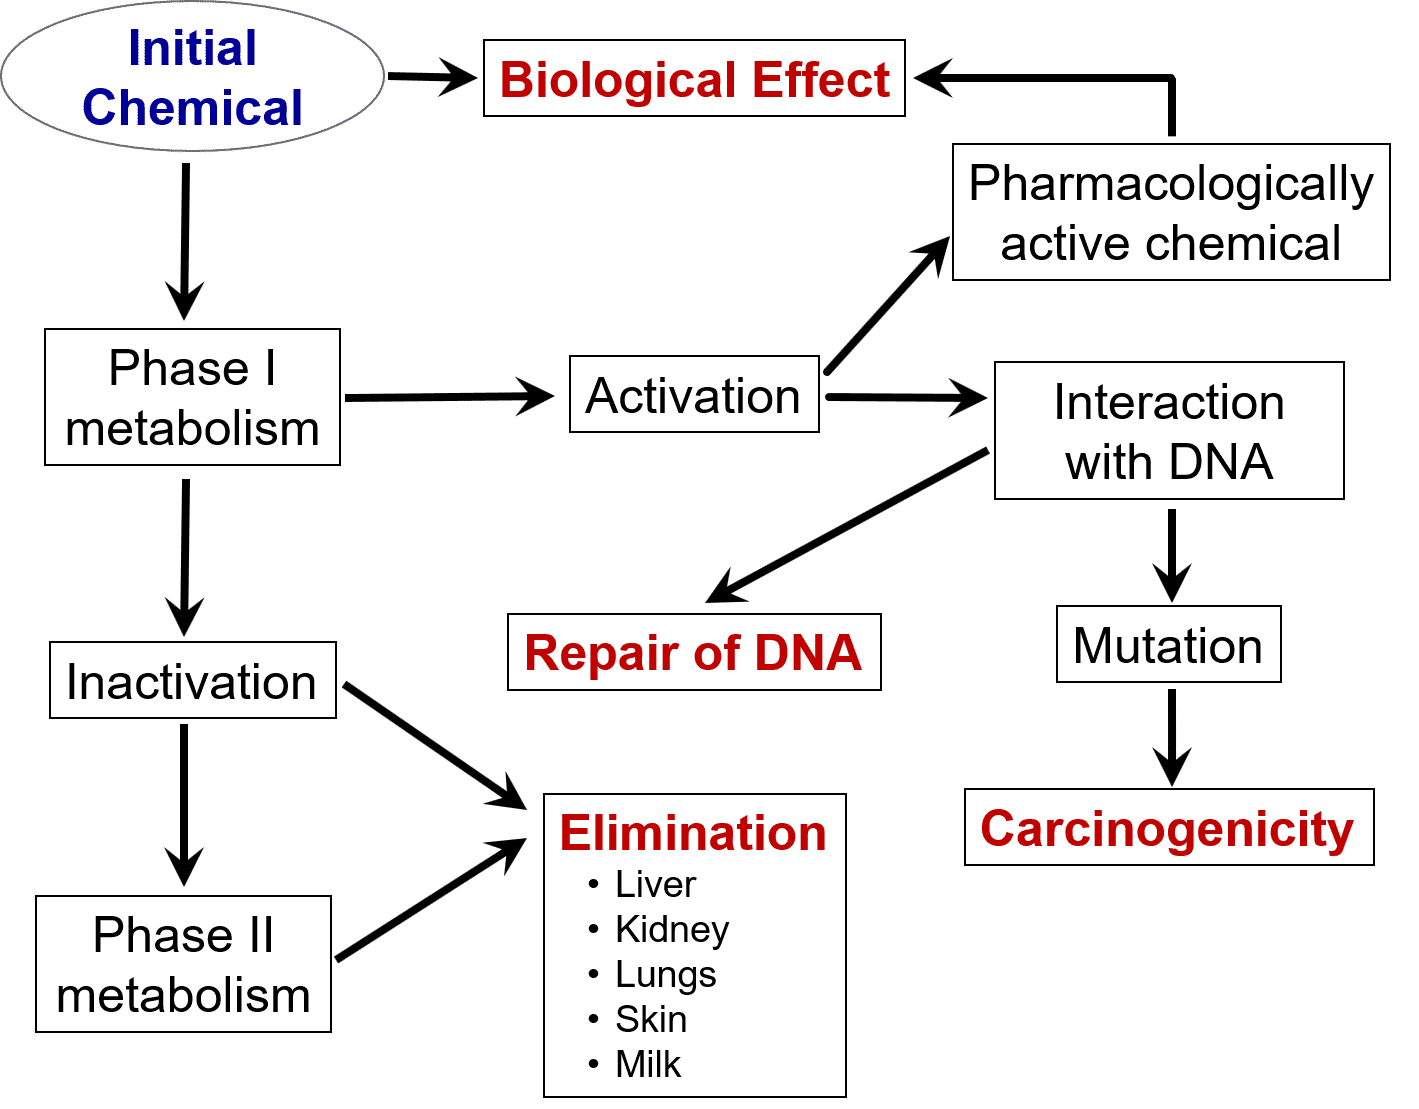 Initial
Chemical
Biological Effect
Pharmacologically
active chemical
Phase I
metabolism
Activation
Interaction
with DNA
Repair of DNA
Mutation
Inactivation
Carcinogenicity
Phase II
metabolism
Elimination
• Liver
• Kidney
• Lungs
• Skin
• Milk